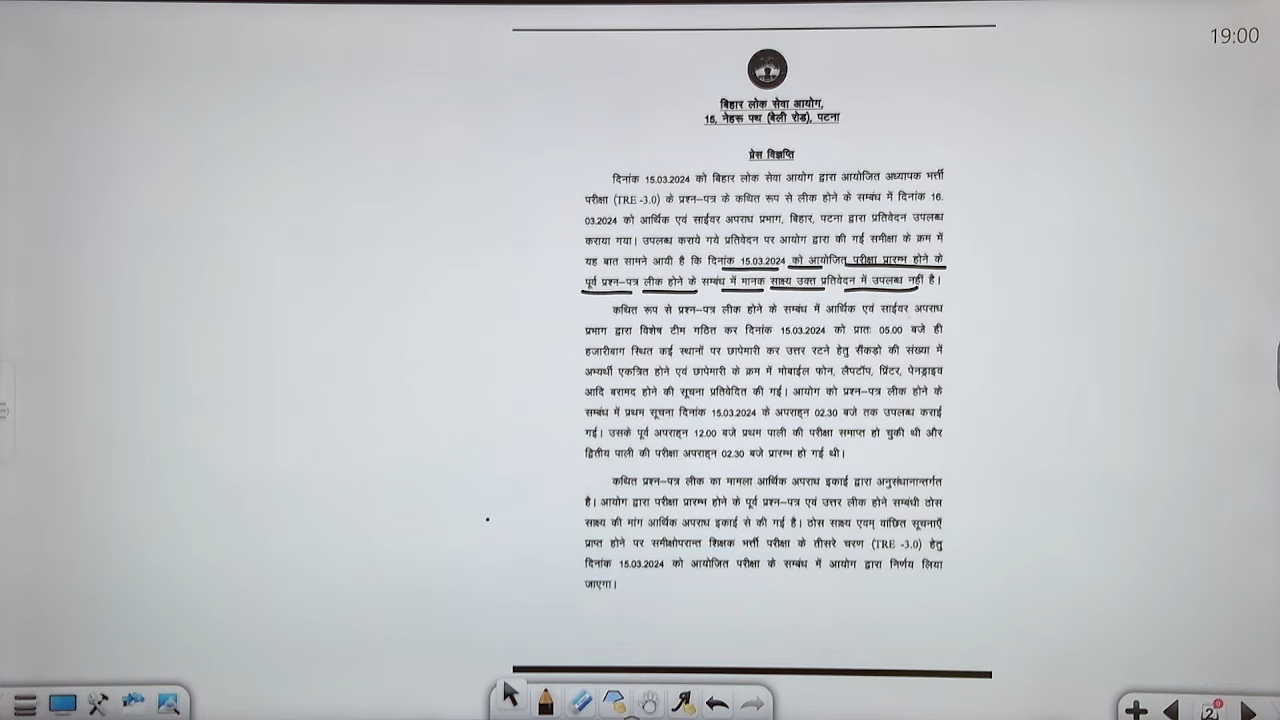 19:00
बिहार लोक सेवा आयोग,
15, नेहरू पथ (बेली रोड), पटना
प्रेस विज्ञप्ति
दिनांक 15.03.2024 को बिहार लोक सेवा आयोग द्वारा आयोजित अध्यापक भर्त्ती
परीक्षा (TRE -3.0) के प्रश्न–पत्र के कथित रूप से लीक होने के सम्बंध में दिनांक 16.
03.2024 को आर्थिक एवं साईवर अपराध प्रभाग, बिहार, पटना द्वारा प्रतिवेदन उपलब्ध
कराया गया। उपलब्ध कराये गये प्रतिवेदन पर आयोग द्वारा की गई समीक्षा के क्रम में
यह बात सामने आयी है कि दिनांक 15.03.2024 को आयोजित परीक्षा प्रारम्भ होने के
पूर्व प्रश्न–पत्र लीक होने के सम्बंध में मानक साक्ष्य उक्त प्रतिवेदन में उपलब्ध नहीं है।
कथित रूप से प्रश्न–पत्र लीक होने के सम्बंध में आर्थिक एवं साईवर अपराध
प्रभाग द्वारा विशेष टीम गठित कर दिनांक 15.03.2024 को प्रातः 05.00 बजे ही
हजारीबाग स्थित कई स्थानों पर छापेमारी कर उत्तर रटने हेतु सैंकड़ो की संख्या में
अभ्यर्थी एकत्रित होने एवं छापेमारी के क्रम में मोबाईल फोन, लैपटॉप, प्रिंटर, पेनड्राइव
आदि बरामद होने की सूचना प्रतिवेदित की गई। आयोग को प्रश्न–पत्र लीक होने के
सम्बंध में प्रथम सूचना दिनांक 15.03.2024 के अपराह्न 02.30 बजे तक उपलब्ध कराई
गई। उसके पूर्व अपराह्न 12.00 बजे प्रथम पाली की परीक्षा समाप्त हो चुकी थी और
द्वितीय पाली की परीक्षा अपराह्न 02.30 बजे प्रारम्भ हो गई थी।
कथित प्रश्न–पत्र लीक का मामला आर्थिक अपराध इकाई द्वारा अनुसंधानान्तर्गत
है। आयोग द्वारा परीक्षा प्रारम्भ होने के पूर्व प्रश्न–पत्र एवं उत्तर लीक होने सम्बंधी ठोस
साक्ष्य की मांग आर्थिक अपराध इकाई से की गई है। ठोस साक्ष्य एवम् वांछित सूचनाएँ
प्राप्त होने पर समीक्षोपरान्त शिक्षक भर्त्ती परीक्षा के तीसरे चरण (TRE -3.0) हेतु
दिनांक 15.03.2024 को आयोजित परीक्षा के सम्बंध में आयोग द्वारा निर्णय लिया
जाएगा।
2